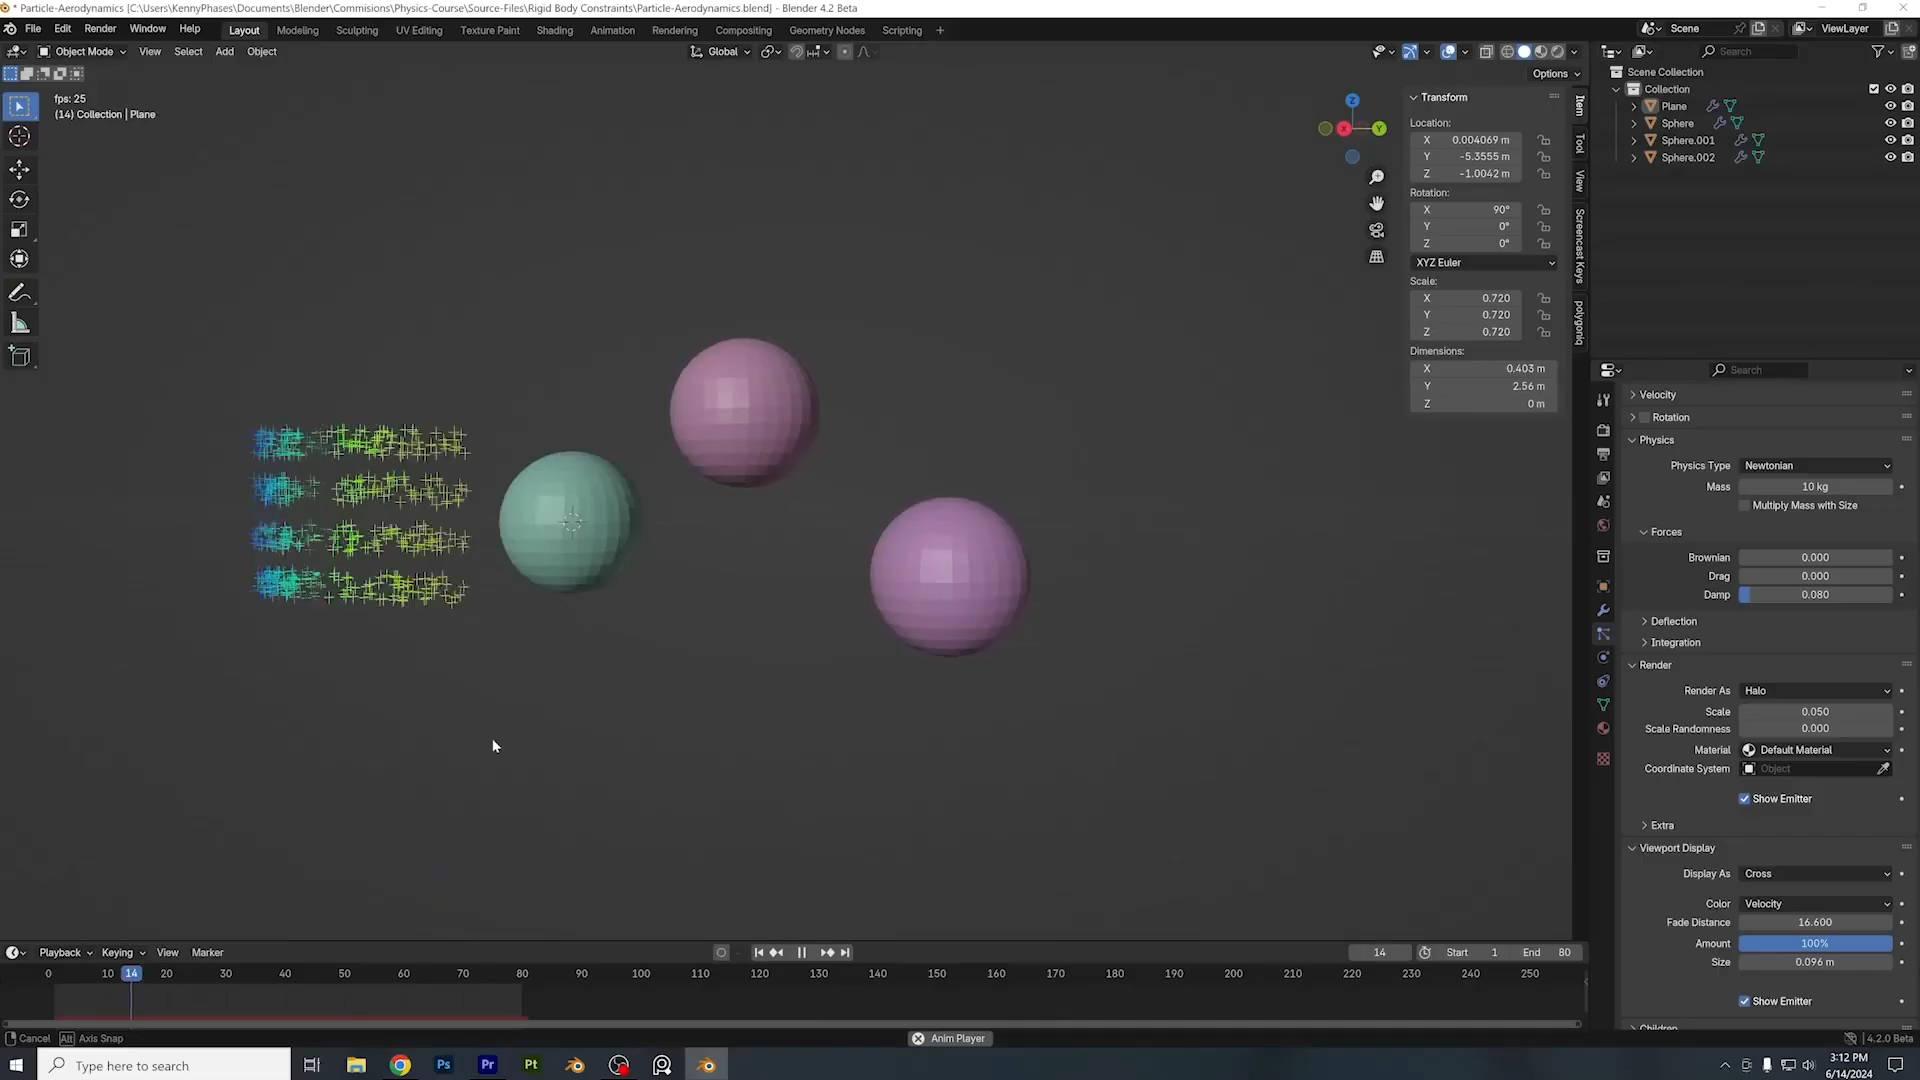 * Particle-Aerodynamics [C:\Users\KennyPhases\Documents\Blender\Commisions\Physics-Course\Source-Files\Rigid Body Constraints\Particle-Aerodynamics.blend] - Blender 4.2 Beta
File Edit Render Window Help Layout Modeling Sculpting UV Editing Texture Paint Shading Animation Rendering Compositing Geometry Nodes Scripting +
Scene ViewLayer
Object Mode View Select Add Object Global
Search
Options
fps: 25
(14) Collection | Plane
Z
X
Y
Transform
Location:
X 0.004069 m
Y -5.3555 m
Z -1.0042 m
Rotation:
X 90°
Y 0°
Z 0°
XYZ Euler
Scale:
X 0.720
Y 0.720
Z 0.720
Dimensions:
X 0.403 m
Y 2.56 m
Z 0 m
Item
Tool
View
Screencast Keys
polygoniq
Scene Collection
Collection
Plane
Sphere
Sphere.001
Sphere.002
Search
Velocity
Rotation
Physics
Physics Type Newtonian
Mass 10 kg
Multiply Mass with Size
Forces
Brownian 0.000
Drag 0.000
Damp 0.080
Deflection
Integration
Render
Render As Halo
Scale 0.050
Scale Randomness 0.000
Material Default Material
Coordinate System Object
Show Emitter
Extra
Viewport Display
Display As Cross
Color Velocity
Fade Distance 16.600
Amount 100%
Size 0.096 m
Show Emitter
Children
Playback Keying View Marker 14 Start 1 End 80
0 10 14 20 30 40 50 60 70 80 90 100 110 120 130 140 150 160 170 180 190 200 210 220 230 240 250
Cancel Alt Axis Snap Anim Player 4.2.0 Beta
Type here to search Ps Pr Pt
3:12 PM
6/14/2024